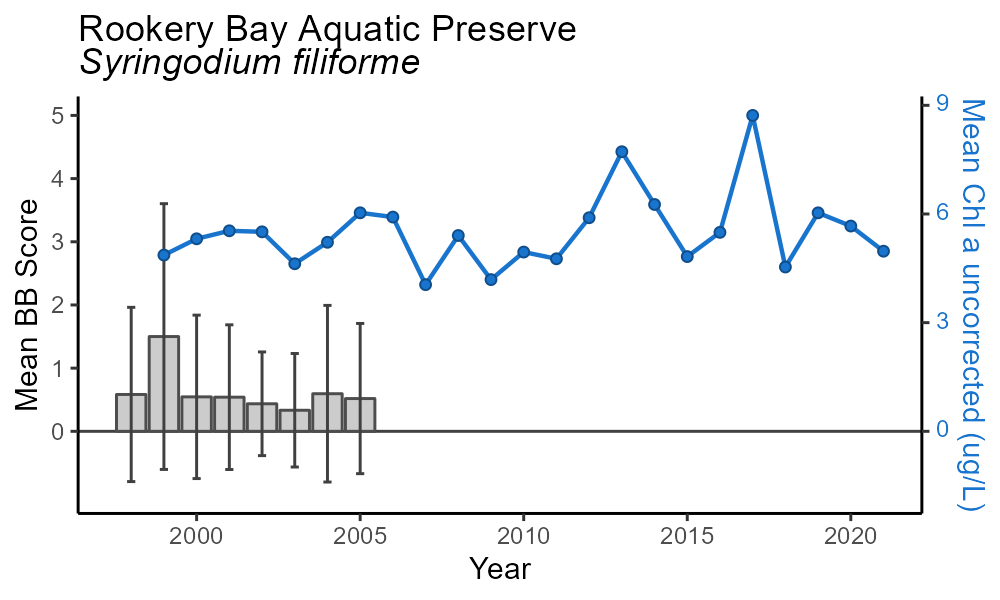 Rookery Bay Aquatic Preserve
Syringodium filiforme
Mean BB Score
5
4
3
2
1
0
9
6
3
0
Mean Chl a uncorrected (ug/L)
2000 2005 2010 2015 2020
Year